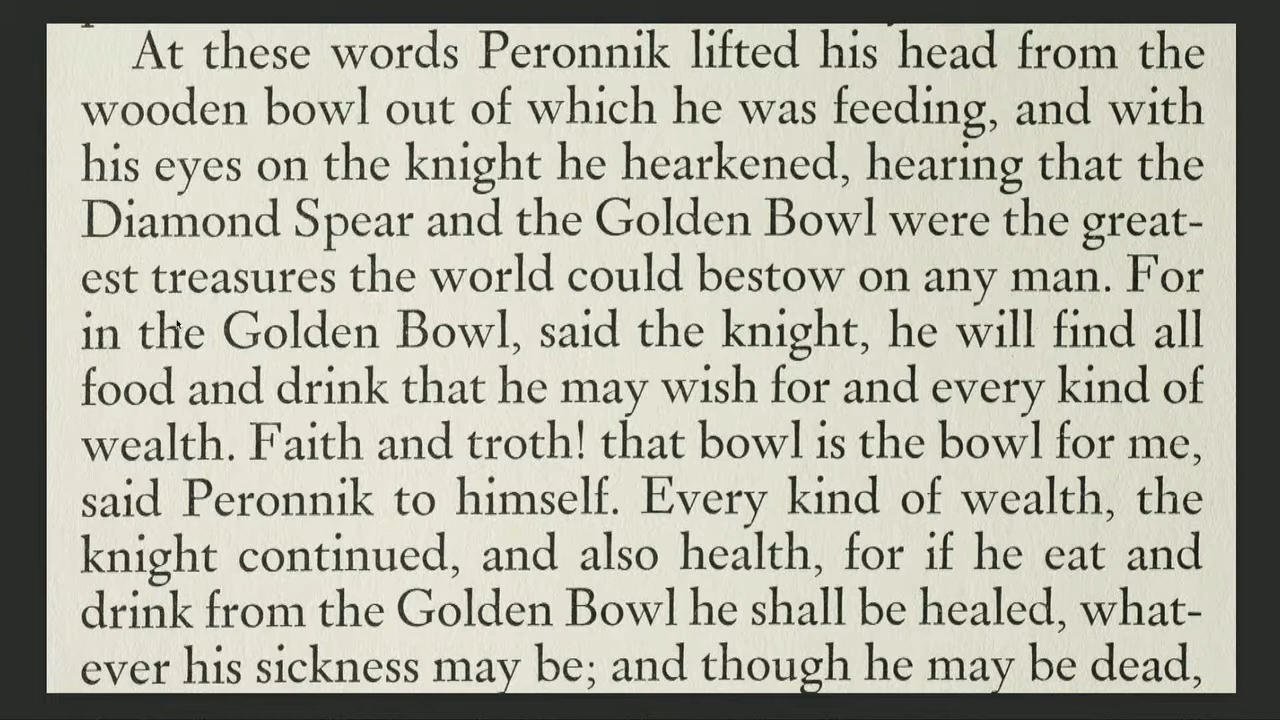 At these words Peronnik lifted his head from the
wooden bowl out of which he was feeding, and with
his eyes on the knight he hearkened, hearing that the
Diamond Spear and the Golden Bowl were the great-
est treasures the world could bestow on any man. For
in the Golden Bowl, said the knight, he will find all
food and drink that he may wish for and every kind of
wealth. Faith and troth! that bowl is the bowl for me,
said Peronnik to himself. Every kind of wealth, the
knight continued, and also health, for if he eat and
drink from the Golden Bowl he shall be healed, what-
ever his sickness may be; and though he may be dead,